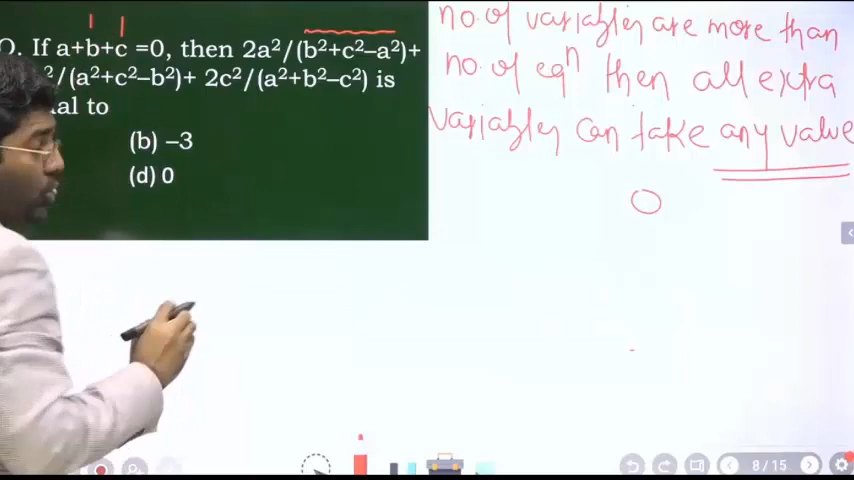 Q. If a+b+c =0, then 2a²/(b²+c²–a²)+
²/(a²+c²–b²)+ 2c²/(a²+b²–c²) is
al to
(b) –3
(d) 0
1 1
no. of variables are more than
no. of eqⁿ then all extra
variables can take any value
0
8/15